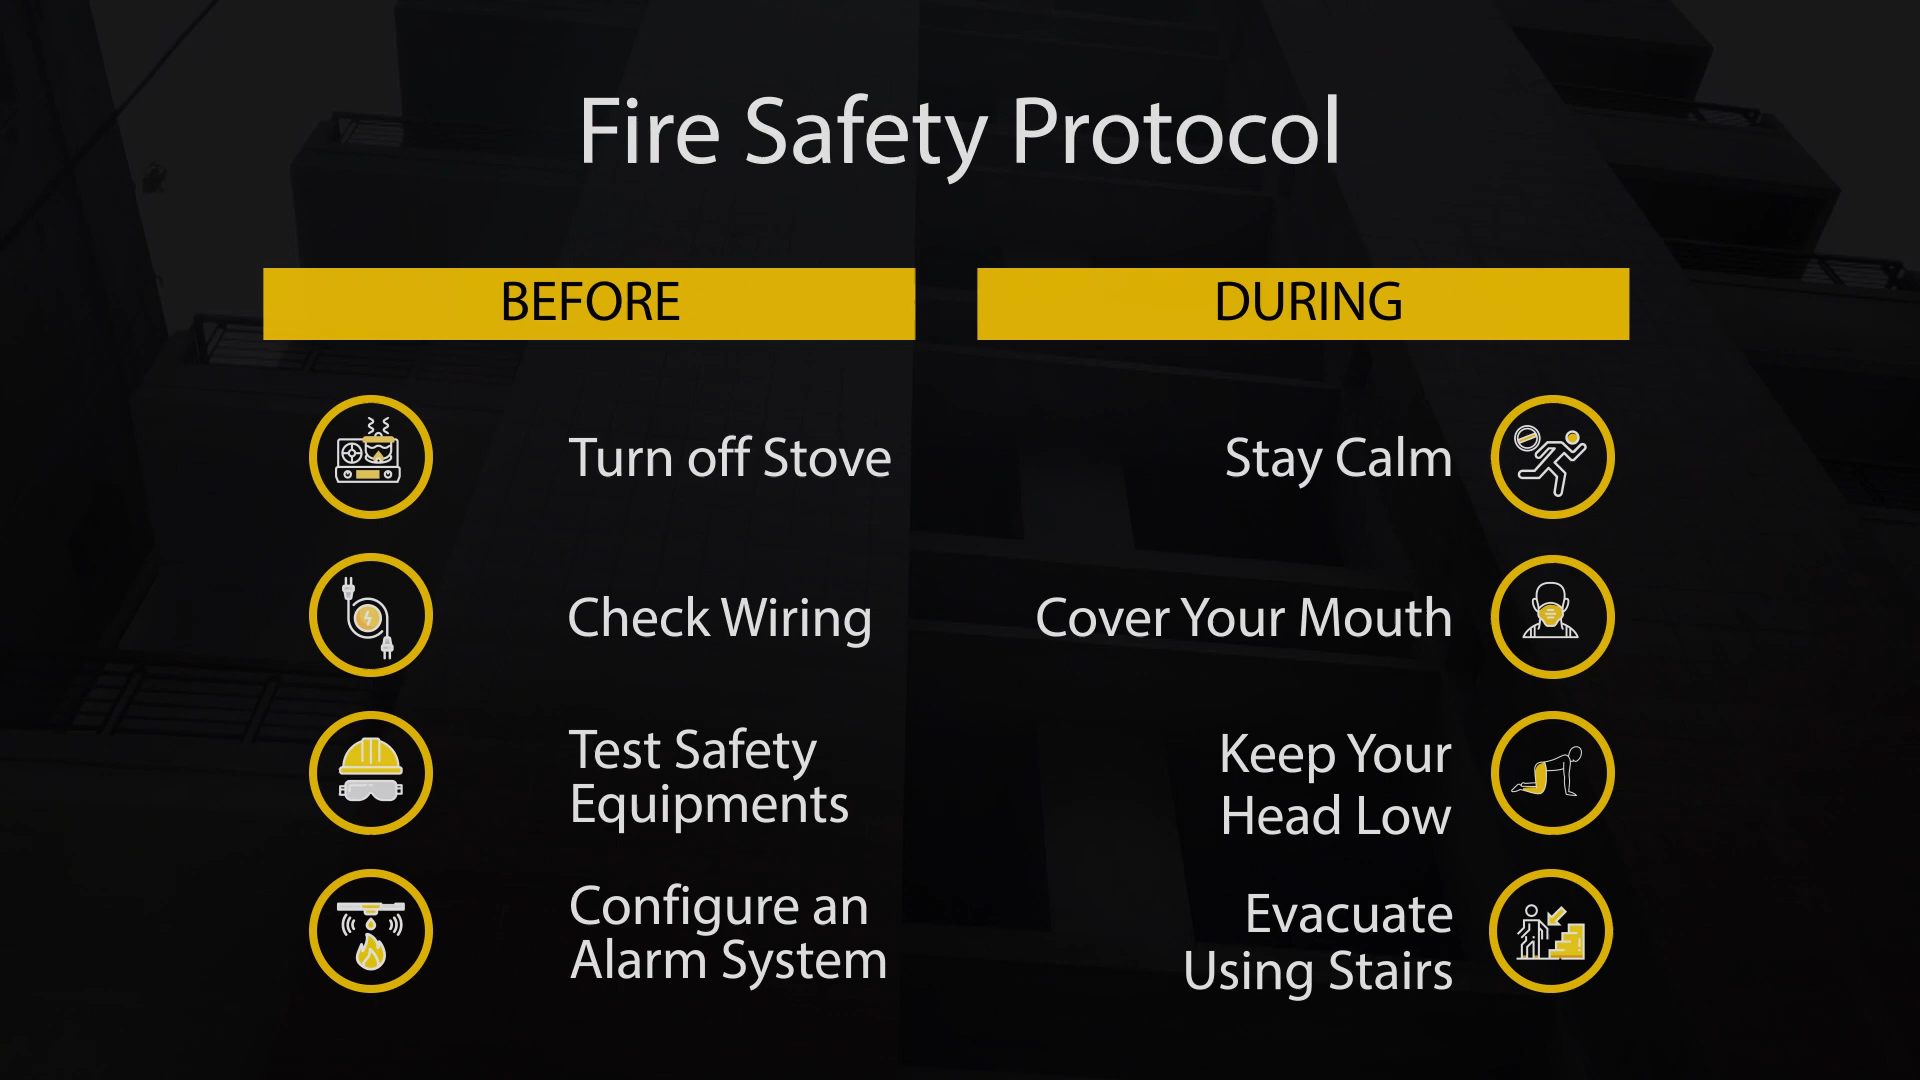 Fire Safety Protocol
BEFORE
Turn off Stove
Check Wiring
Test Safety
Equipments
Configure an
Alarm System
DURING
Stay Calm
Cover Your Mouth
Keep Your
Head Low
Evacuate
Using Stairs